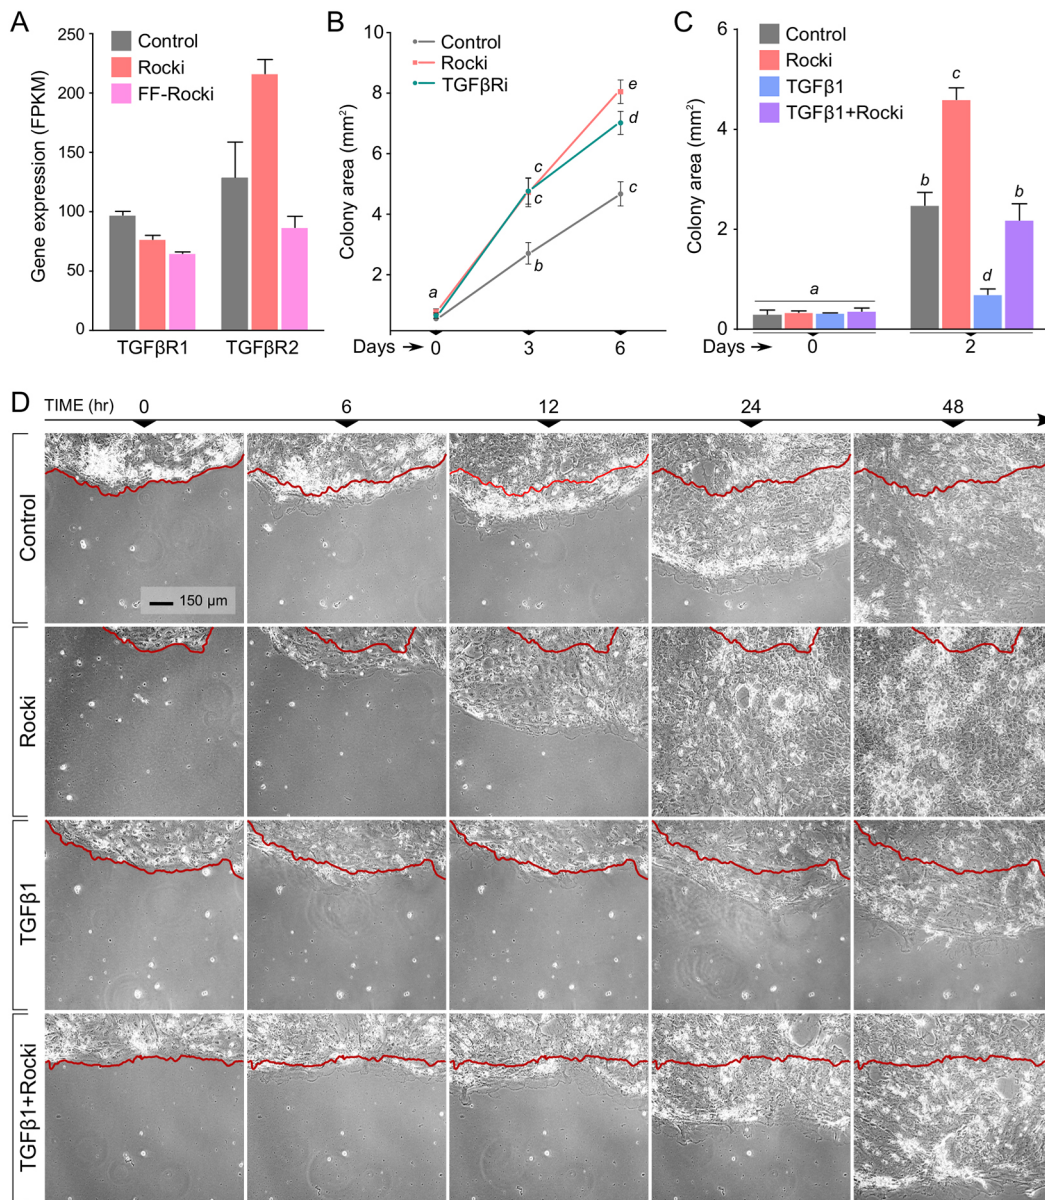 A
Gene expression (FPKM)
250
200
150
100
50
0
Control
Rocki
FF-Rocki
TGFβR1 TGFβR2
B
Colony area (mm²)
10
8
6
4
2
Control
Rocki
TGFβRi
a
c
c
b
e
d
c
Days 0 3 6
C
Colony area (mm²)
6
4
2
0
Control
Rocki
TGFβ1
TGFβ1+Rocki
a
b
c
d
b
Days 0 2
D
TIME (hr) 0 6 12 24 48
Control
150 µm
Rocki
TGFβ1
TGFβ1+Rocki